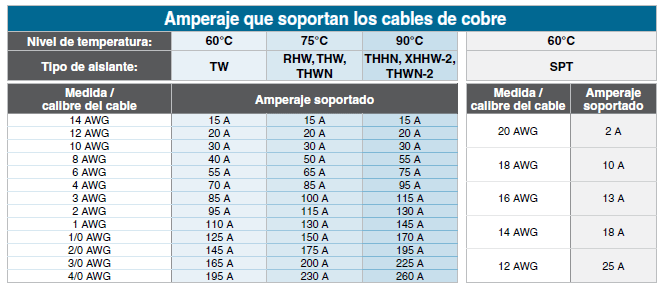 Amperaje que soportan los cables de cobre
Nivel de temperatura: 60°C 75°C 90°C 60°C
Tipo de aislante: TW RHW, THW, THWN THHN, XHHW-2, THWN-2 SPT
Medida / calibre del cable Amperaje soportado Medida / calibre del cable Amperaje soportado
14 AWG 15 A 15 A 15 A
12 AWG 20 A 20 A 20 A
10 AWG 30 A 30 A 30 A
8 AWG 40 A 50 A 55 A
6 AWG 55 A 65 A 75 A
4 AWG 70 A 85 A 95 A
3 AWG 85 A 100 A 115 A
2 AWG 95 A 115 A 130 A
1 AWG 110 A 130 A 145 A
1/0 AWG 125 A 150 A 170 A
2/0 AWG 145 A 175 A 195 A
3/0 AWG 165 A 200 A 225 A
4/0 AWG 195 A 230 A 260 A
20 AWG 2 A
18 AWG 10 A
16 AWG 13 A
14 AWG 18 A
12 AWG 25 A